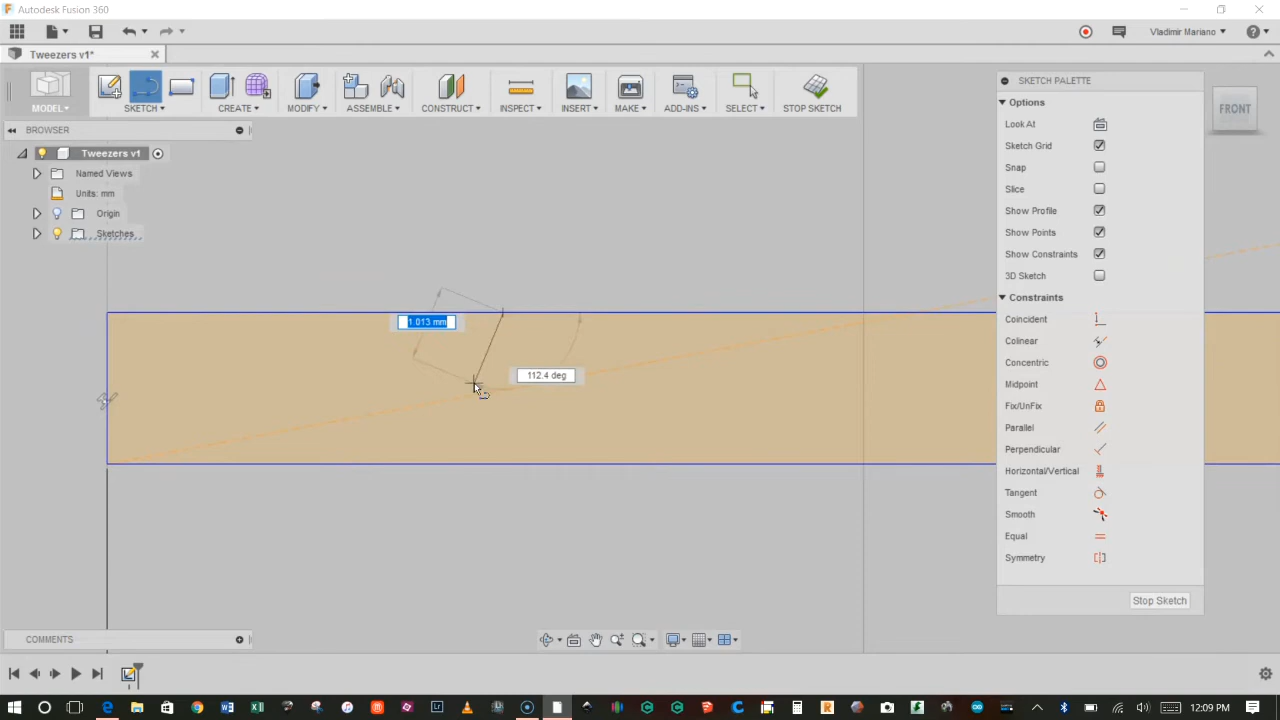 Autodesk Fusion 360
Vladimir Mariano
Tweezers v1*
MODEL
SKETCH
CREATE
MODIFY
ASSEMBLE
CONSTRUCT
INSPECT
INSERT
MAKE
ADD-INS
SELECT
STOP SKETCH
SKETCH PALETTE
FRONT
BROWSER
Tweezers v1
Named Views
Units: mm
Origin
Sketches
Options
Look At
Sketch Grid
Snap
Slice
Show Profile
Show Points
Show Constraints
3D Sketch
Constraints
Coincident
Colinear
Concentric
Midpoint
Fix/UnFix
Parallel
Perpendicular
Horizontal/Vertical
Tangent
Smooth
Equal
Symmetry
Stop Sketch
1.013 mm
112.4 deg
COMMENTS
12:09 PM